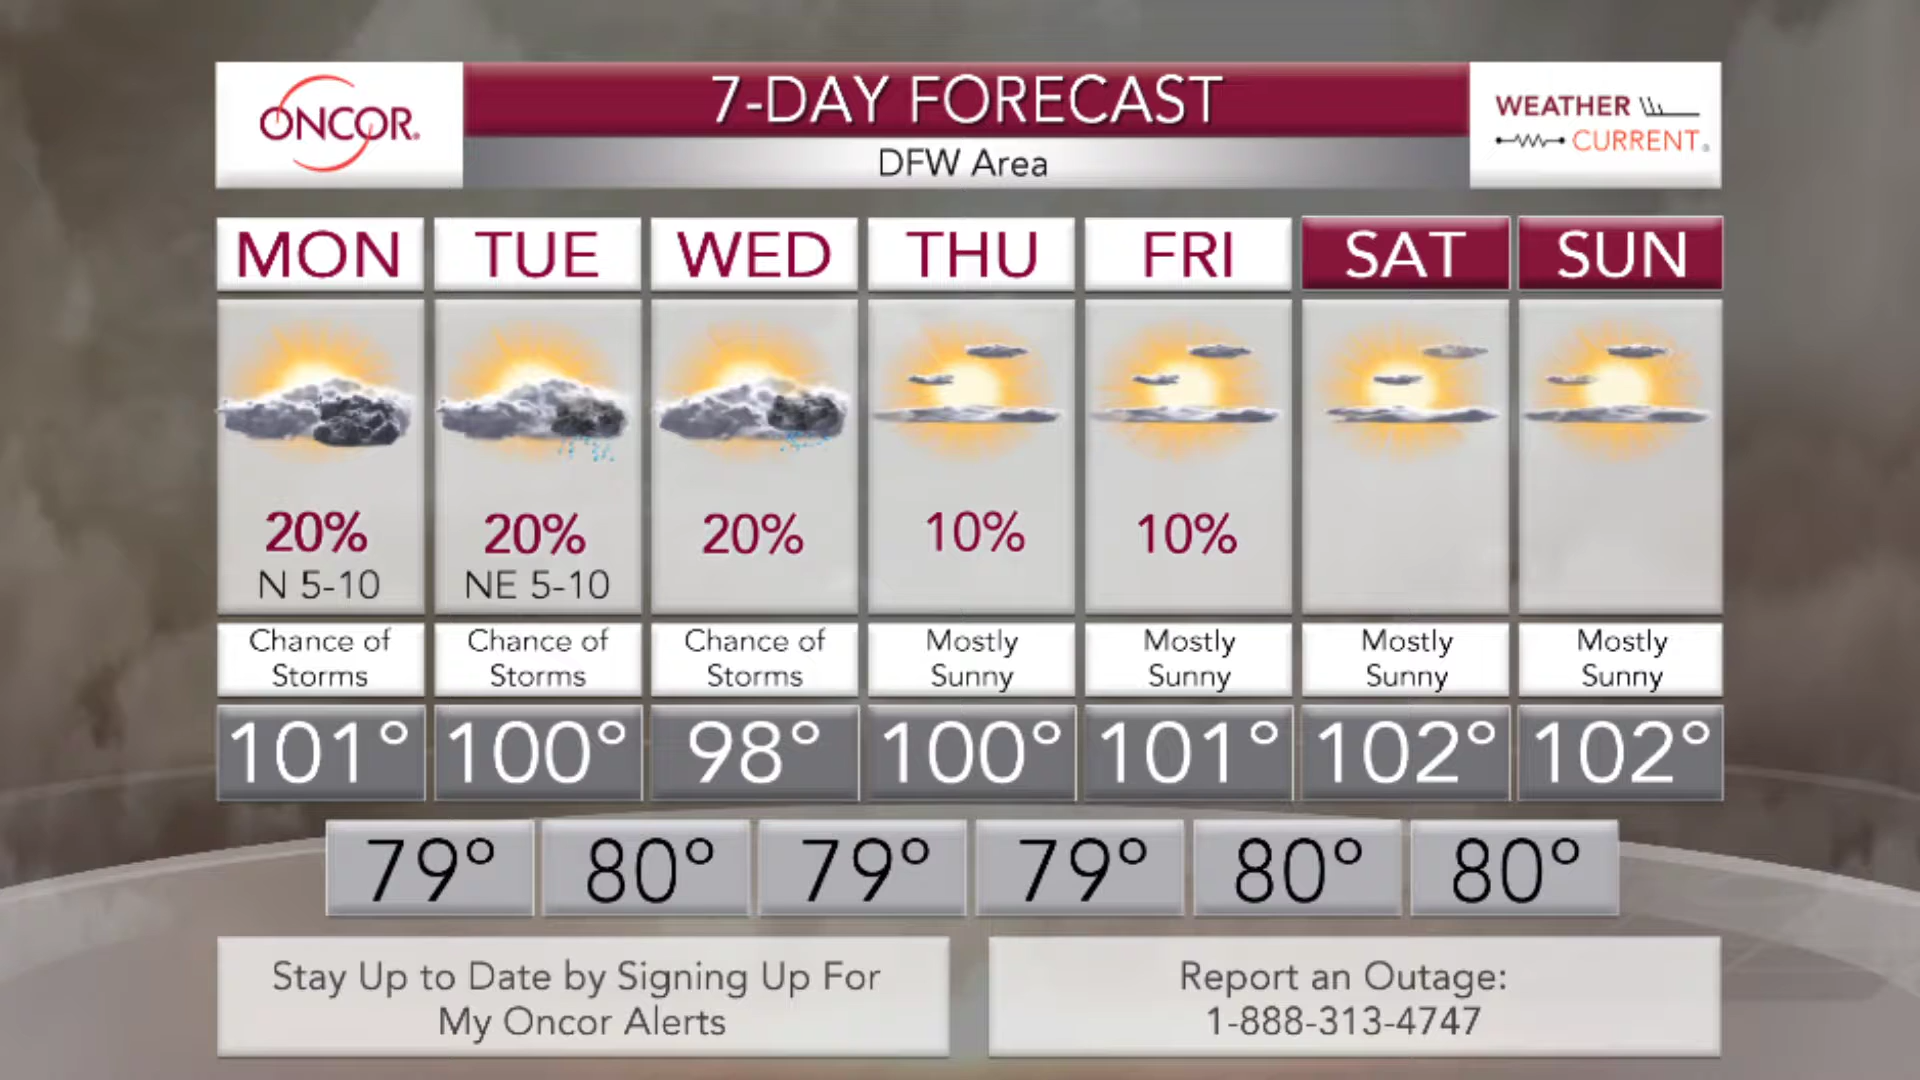 ONCOR
7-DAY FORECAST
DFW Area
WEATHER
CURRENT
MON TUE WED THU FRI SAT SUN
20% 20% 20% 10% 10%
N 5-10 NE 5-10
Chance of Chance of Chance of Mostly Mostly Mostly Mostly
Storms Storms Storms Sunny Sunny Sunny Sunny
101° 100° 98° 100° 101° 102° 102°
79° 80° 79° 79° 80° 80°
Stay Up to Date by Signing Up For
My Oncor Alerts
Report an Outage:
1-888-313-4747